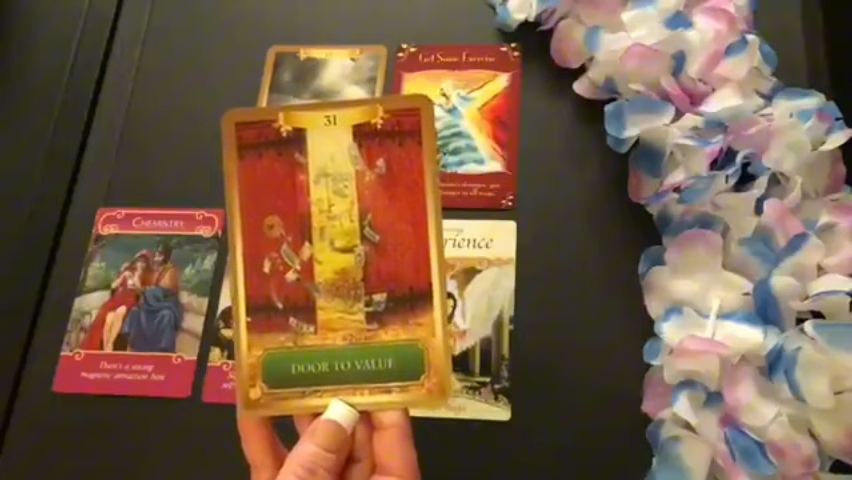 Get Some Exercise
31
CHEMISTRY
rience
DOOR TO VALUE
There's a strong
magnetic attraction here